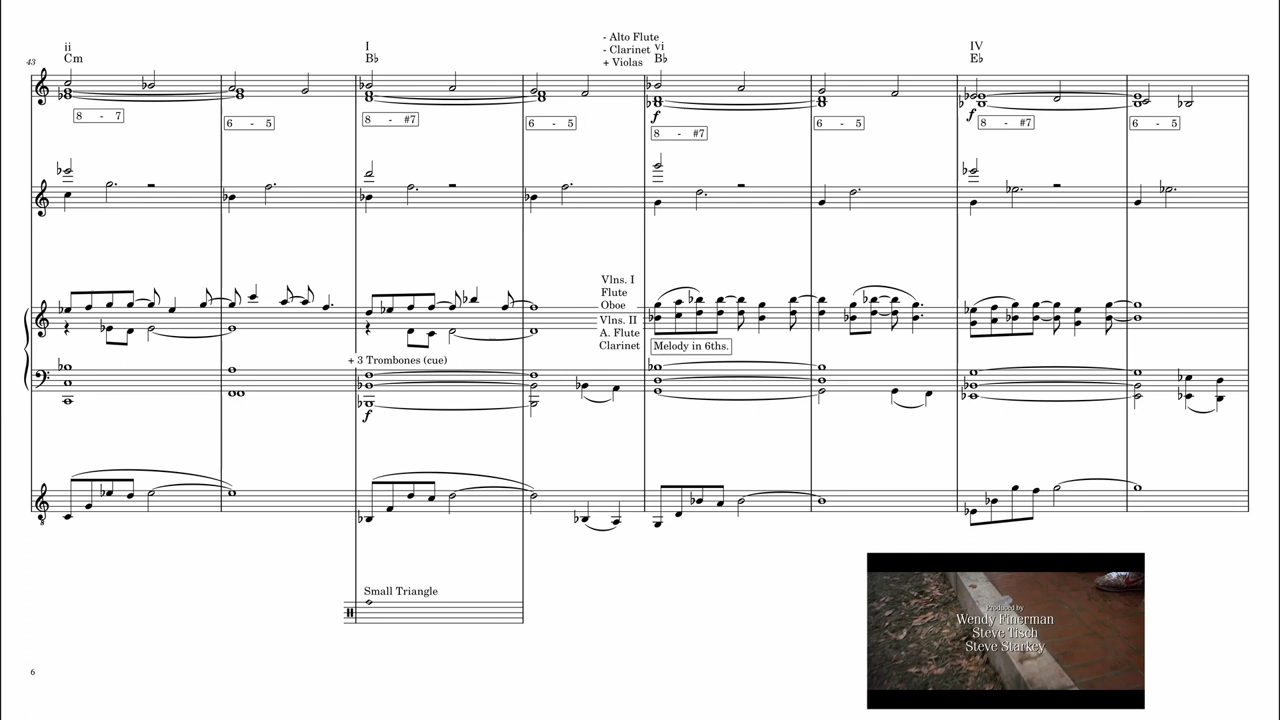 ii
Cm
I
B♭
- Alto Flute
- Clarinet
+ Violas
vi
B♭
IV
E♭
43
8 - 7
6 - 5
8 - #7
6 - 5
f
8 - #7
6 - 5
f
8 - #7
6 - 5
Vlns. I
Flute
Oboe
Vlns. II
A. Flute
Clarinet
Melody in 6ths.
+ 3 Trombones (cue)
f
8
Small Triangle
Produced by
Wendy Finerman
Steve Tisch
Steve Starkey
6